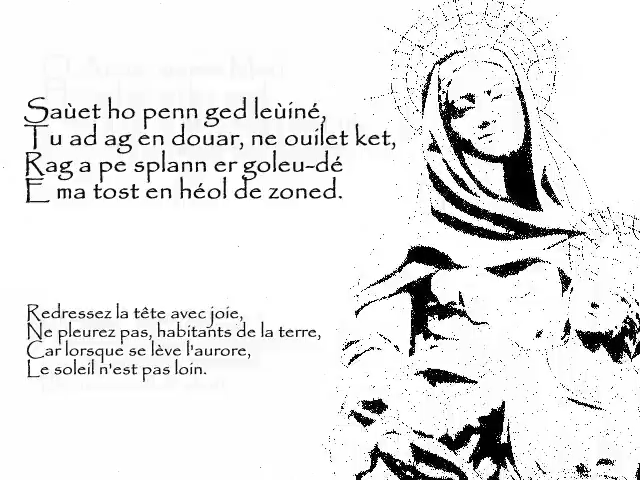 Saùet ho penn ged leùiné,
Tu ad ag en douar, ne ouilet ket,
Rag a pe splann er goleu-dé
E ma tost en héol de zoned.
Redressez la tête avec joie,
Ne pleurez pas, habitants de la terre,
Car lorsque se lève l'aurore,
Le soleil n'est pas loin.